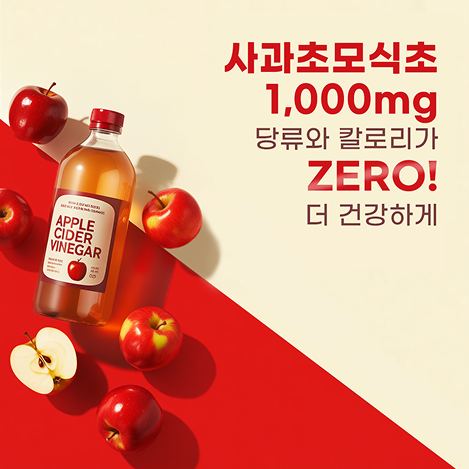 사과초모식초
1,000mg
당류와 칼로리가
ZERO!
더 건강하게
APPLE
CIDER
VINEGAR